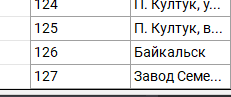 124 П. Култук, у...
125 П. Култук, в...
126 Байкальск
127 Завод Семе...